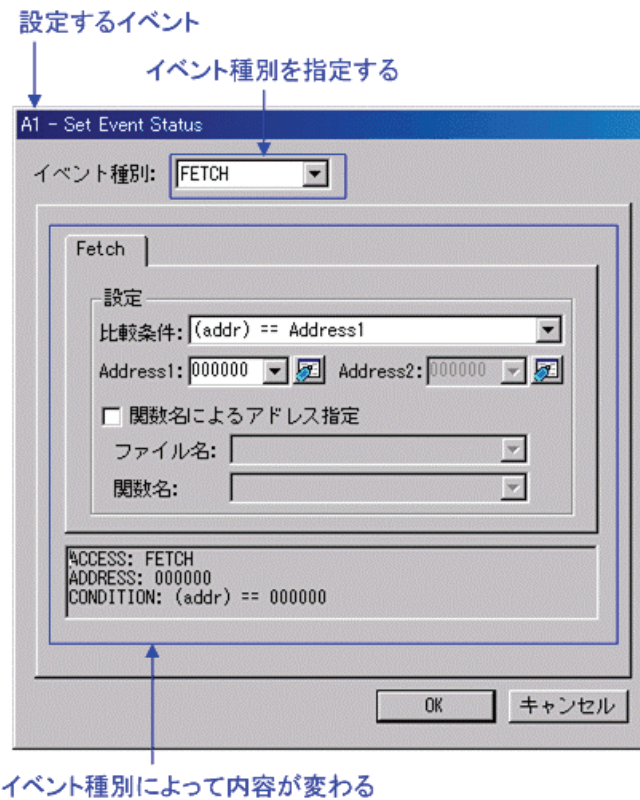 設定するイベント
イベント種別を指定する
A1 - Set Event Status
イベント種別: FETCH
Fetch
設定
比較条件: (addr) == Address1
Address1: 000000 Address2: 000000
関数名によるアドレス指定
ファイル名:
関数名:
ACCESS: FETCH
ADDRESS: 000000
CONDITION: (addr) == 000000
OK キャンセル
イベント種別によって内容が変わる